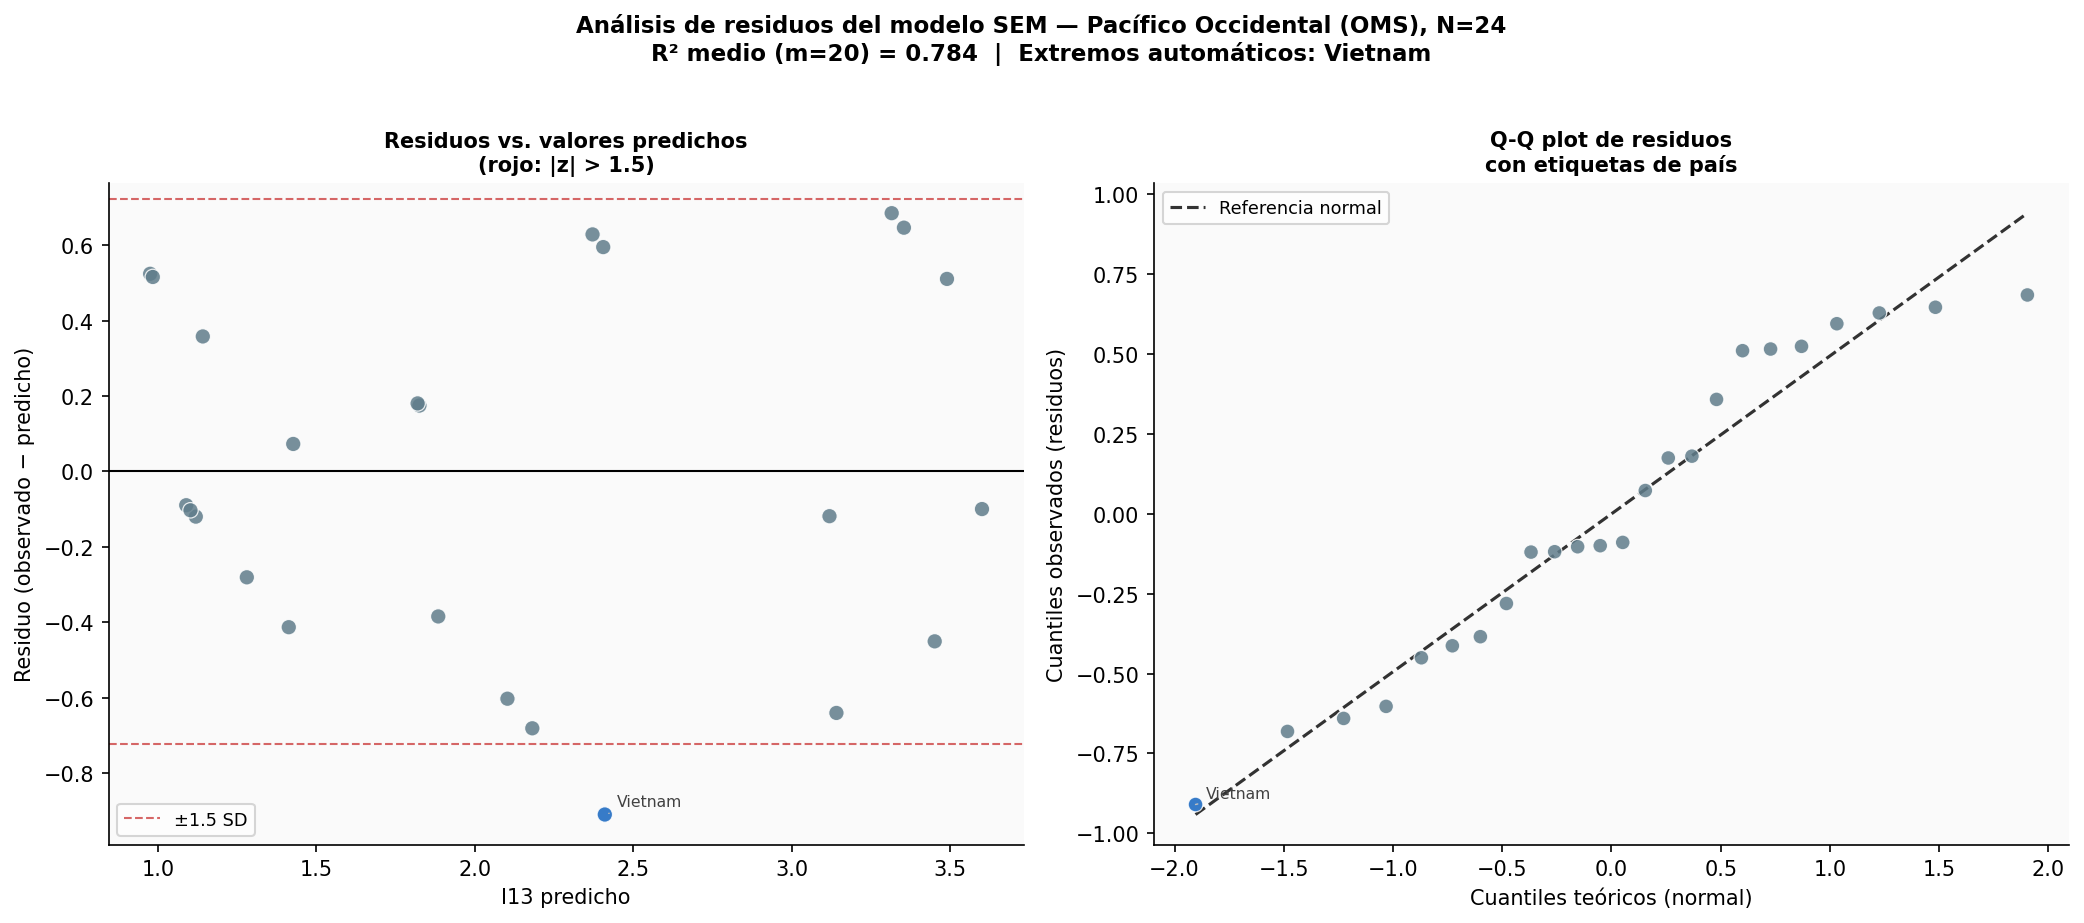 Análisis de residuos del modelo SEM — Pacífico Occidental (OMS), N=24
R² medio (m=20) = 0.784  |  Extremos automáticos: Vietnam
Residuos vs. valores predichos
(rojo: |z| > 1.5)
Residuo (observado − predicho)
0.6
0.4
0.2
0.0
−0.2
−0.4
−0.6
−0.8
Vietnam
±1.5 SD
1.0
1.5
2.0
2.5
3.0
3.5
I13 predicho
Q-Q plot de residuos
con etiquetas de país
Cuantiles observados (residuos)
1.00
0.75
0.50
0.25
0.00
−0.25
−0.50
−0.75
−1.00
Referencia normal
Vietnam
−2.0
−1.5
−1.0
−0.5
0.0
0.5
1.0
1.5
2.0
Cuantiles teóricos (normal)